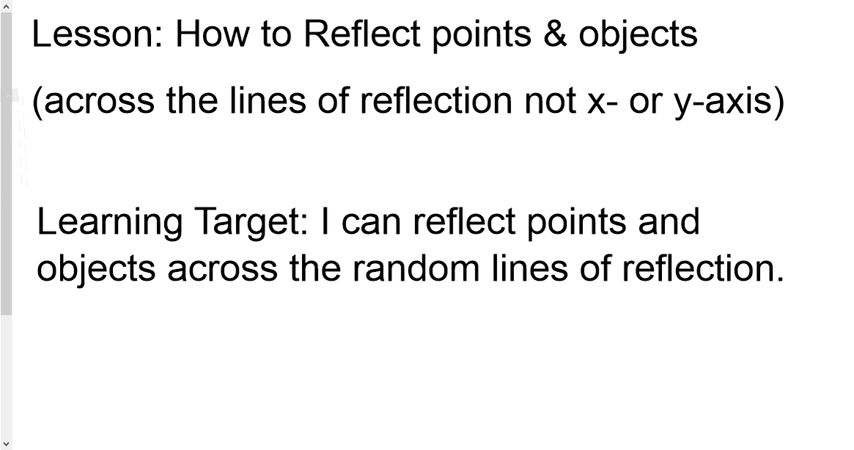 Lesson: How to Reflect points & objects
(across the lines of reflection not x- or y-axis)
Learning Target: I can reflect points and
objects across the random lines of reflection.